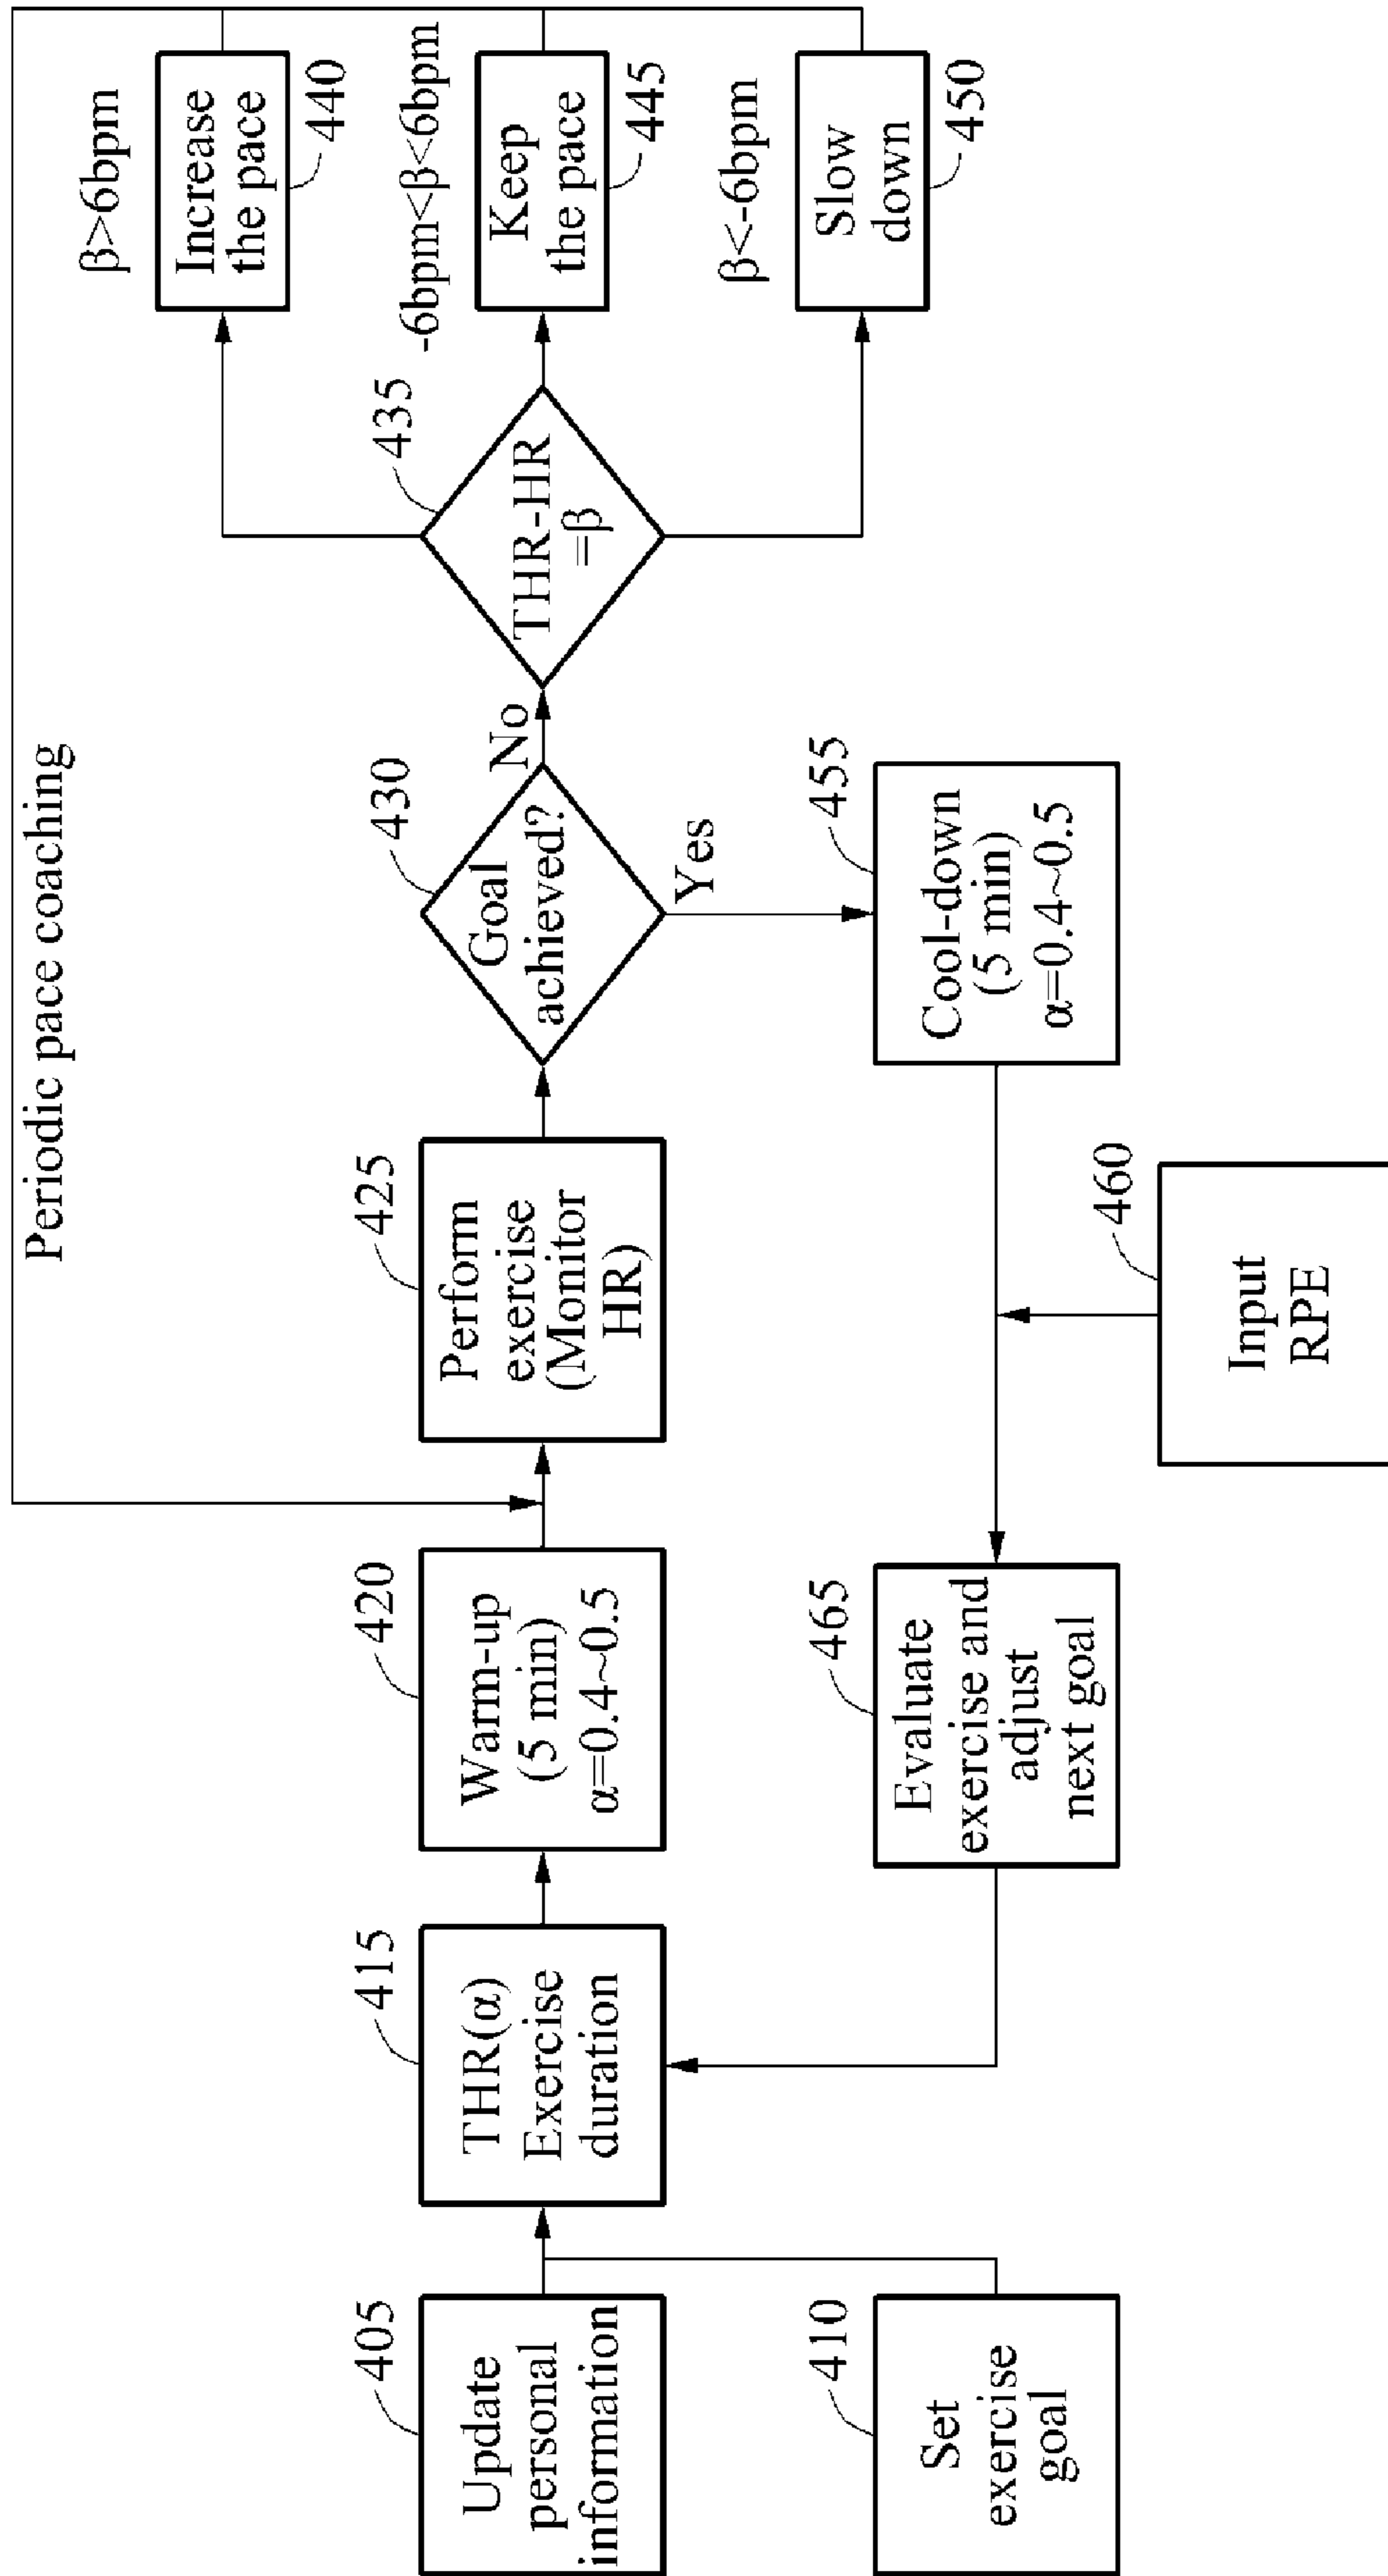 Periodic pace coaching
405
Update
personal
information
410
Set
exercise
goal
415
THR(α)
Exercise
duration
420
Warm-up
(5 min)
α=0.4~0.5
425
Perform
exercise
(Monitor
HR)
430
Goal
achieved?
No
Yes
435
THR-HR
=β
β>6bpm
Increase
the pace
440
-6bpm<β<6bpm
Keep
the pace
445
β<-6bpm
Slow
down
450
455
Cool-down
(5 min)
α=0.4~0.5
460
Input
RPE
465
Evaluate
exercise and
adjust
next goal